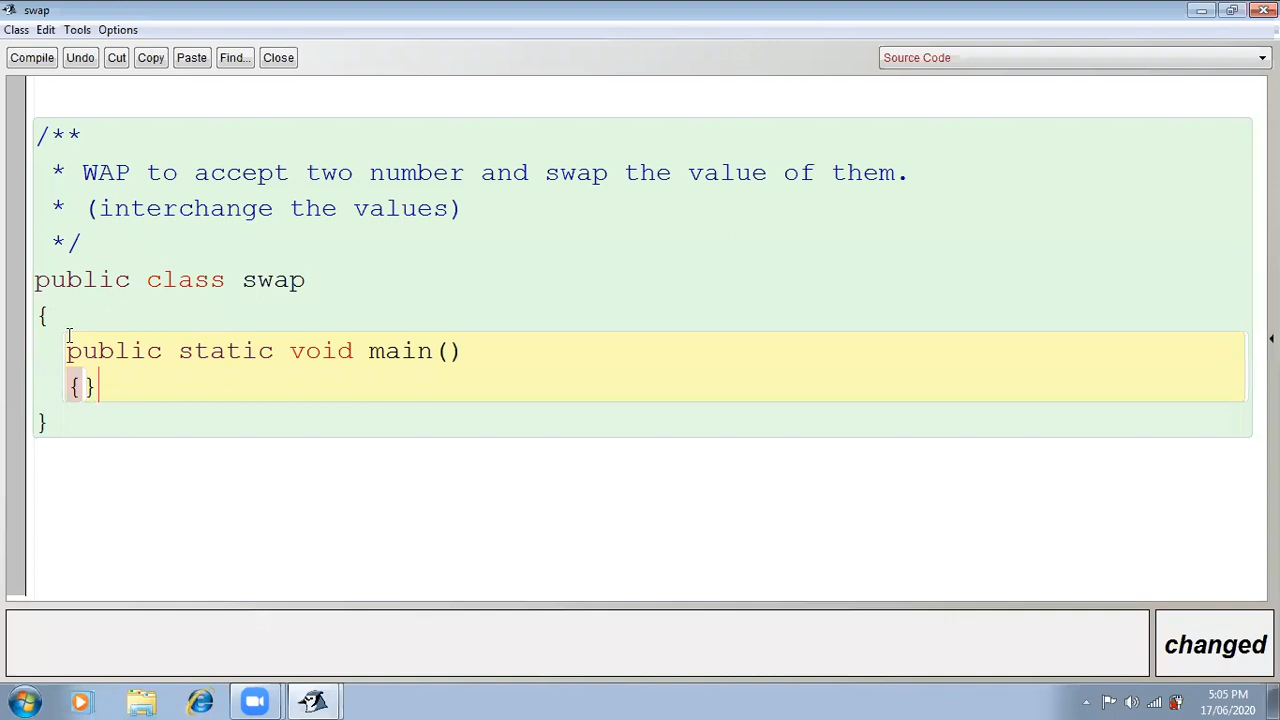 swap
Class Edit Tools Options
Compile Undo Cut Copy Paste Find... Close Source Code
/**
* WAP to accept two number and swap the value of them.
* (interchange the values)
*/
public class swap
{
public static void main()
{}
}
changed
5:05 PM
17/06/2020